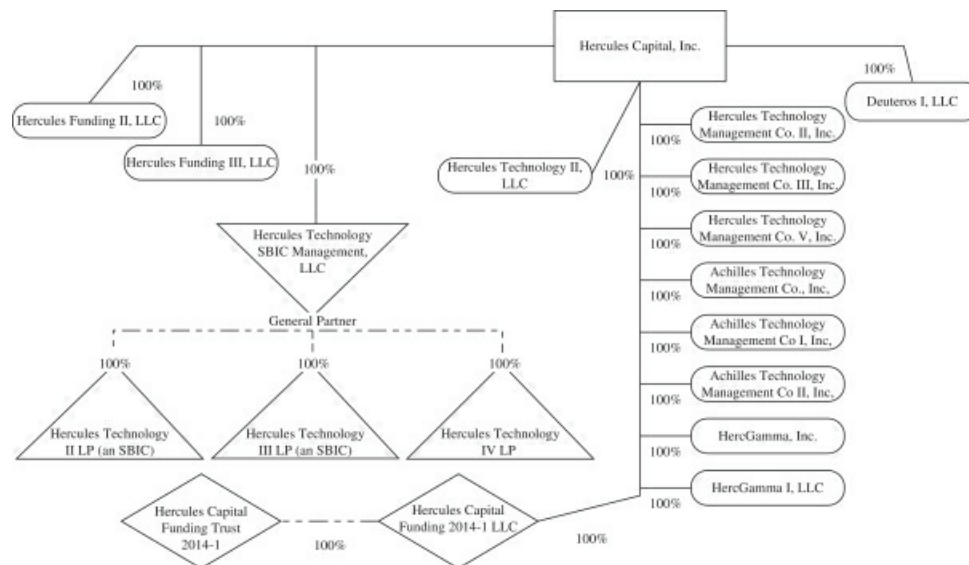 Hercules Capital, Inc.
100%
Hercules Funding II, LLC
100%
Hercules Funding III, LLC
100%
Hercules Technology
SBIC Management,
LLC
General Partner
100%
100%
100%
Hercules Technology
II LP (an SBIC)
Hercules Technology
III LP (an SBIC)
Hercules Technology
IV LP
Hercules Capital
Funding Trust
2014-1
100%
Hercules Capital
Funding 2014-1 LLC
100%
Hercules Technology II,
LLC
100%
Hercules Technology
Management Co. II, Inc.
100%
Hercules Technology
Management Co. III, Inc,
100%
Hercules Technology
Management Co. V, Inc.
100%
Achilles Technology
Management Co., Inc,
100%
Achilles Technology
Management Co I, Inc,
100%
Achilles Technology
Management Co II, Inc,
100%
HercGamma, Inc.
100%
HercGamma I, LLC
100%
100%
Deuteros I, LLC